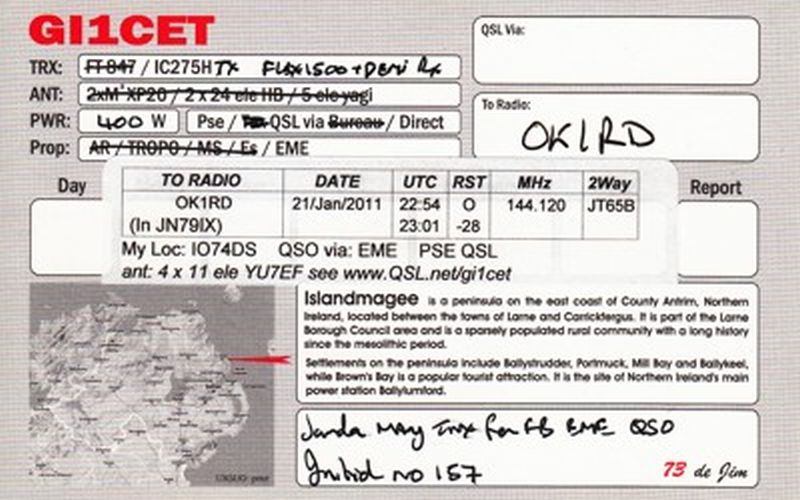 GI1CET
TRX: FT-847 / IC275H TX FLEX1500 + DEMI Rx
ANT: 2xM²XP20 / 2 x 24 ele HB / 5 ele yagi
PWR: 400 W Pse / QSL via Bureau / Direct
Prop: AR / TROPO / MS / Es / EME
QSL Via:
To Radio:
OK1RD
Day Report
TO RADIO DATE UTC RST MHz 2Way
OK1RD 21/Jan/2011 22:54 O 144.120 JT65B
(In JN79IX) 23:01 -28
My Loc: IO74DS QSO via: EME PSE QSL
ant: 4 x 11 ele YU7EF see www.QSL.net/gi1cet
Islandmagee is a peninsula on the east coast of County Antrim, Northern
Ireland, located between the towns of Larne and Carrickfergus. It is part of the Larne
Borough Council area and is a sparsely populated rural community with a long history
since the mesolithic period.
Settlements on the peninsula include Ballystrudder, Portmuck, Mill Bay and Ballykeel,
while Brown's Bay is a popular tourist attraction. It is the site of Northern Ireland's main
power station Ballylumford.
Jarda MAy TNX for FB EME QSO
Initial no 157
73 de Jim